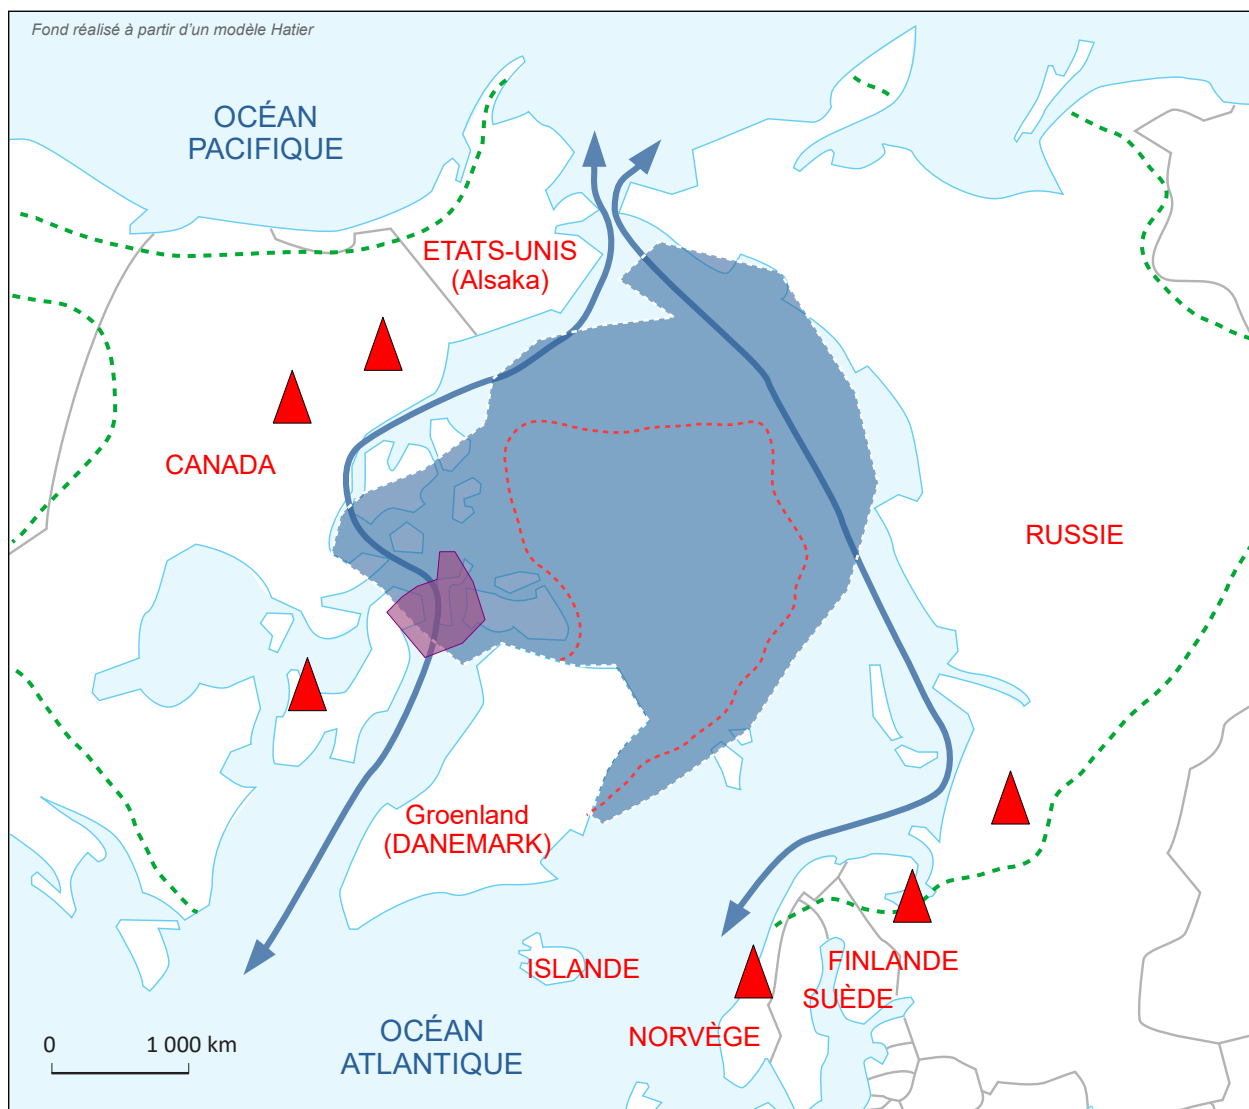 Fond réalisé à partir d'un modèle Hatier
OCÉAN
PACIFIQUE
ETATS-UNIS
(Alsaka)
CANADA
RUSSIE
Groenland
(DANEMARK)
ISLANDE
FINLANDE
SUÈDE
NORVÈGE
OCÉAN
ATLANTIQUE
0 1 000 km